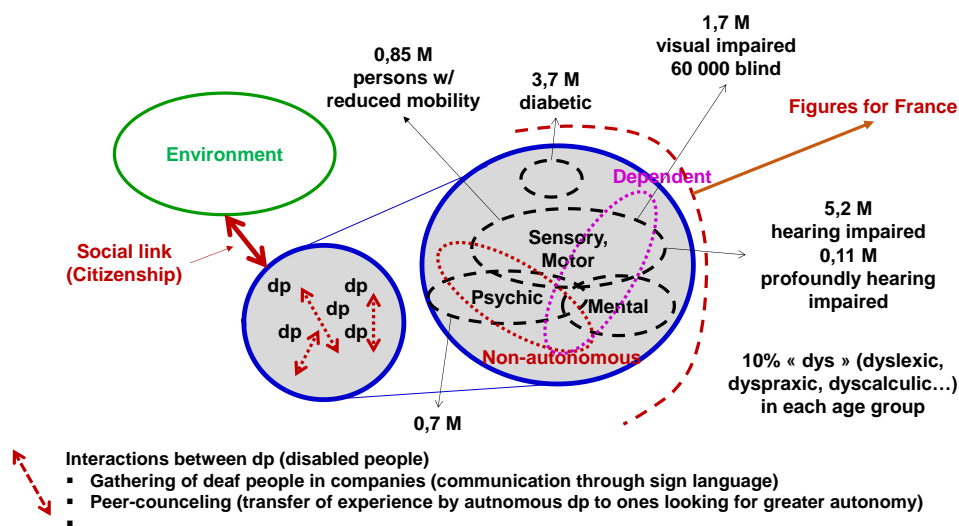 1,7 M
visual impaired
60 000 blind
0,85 M
persons w/
reduced mobility
3,7 M
diabetic
Figures for France
Environment
Dependent
5,2 M
hearing impaired
0,11 M
profoundly hearing
impaired
Social link
(Citizenship)
Sensory,
Motor
Psychic
Mental
Non-autonomous
dp
dp
dp
dp
dp
0,7 M
10% « dys » (dyslexic,
dyspraxic, dyscalculic…)
in each age group
Interactions between dp (disabled people)
▪ Gathering of deaf people in companies (communication through sign language)
▪ Peer-counceling (transfer of experience by autnomous dp to ones looking for greater autonomy)
▪